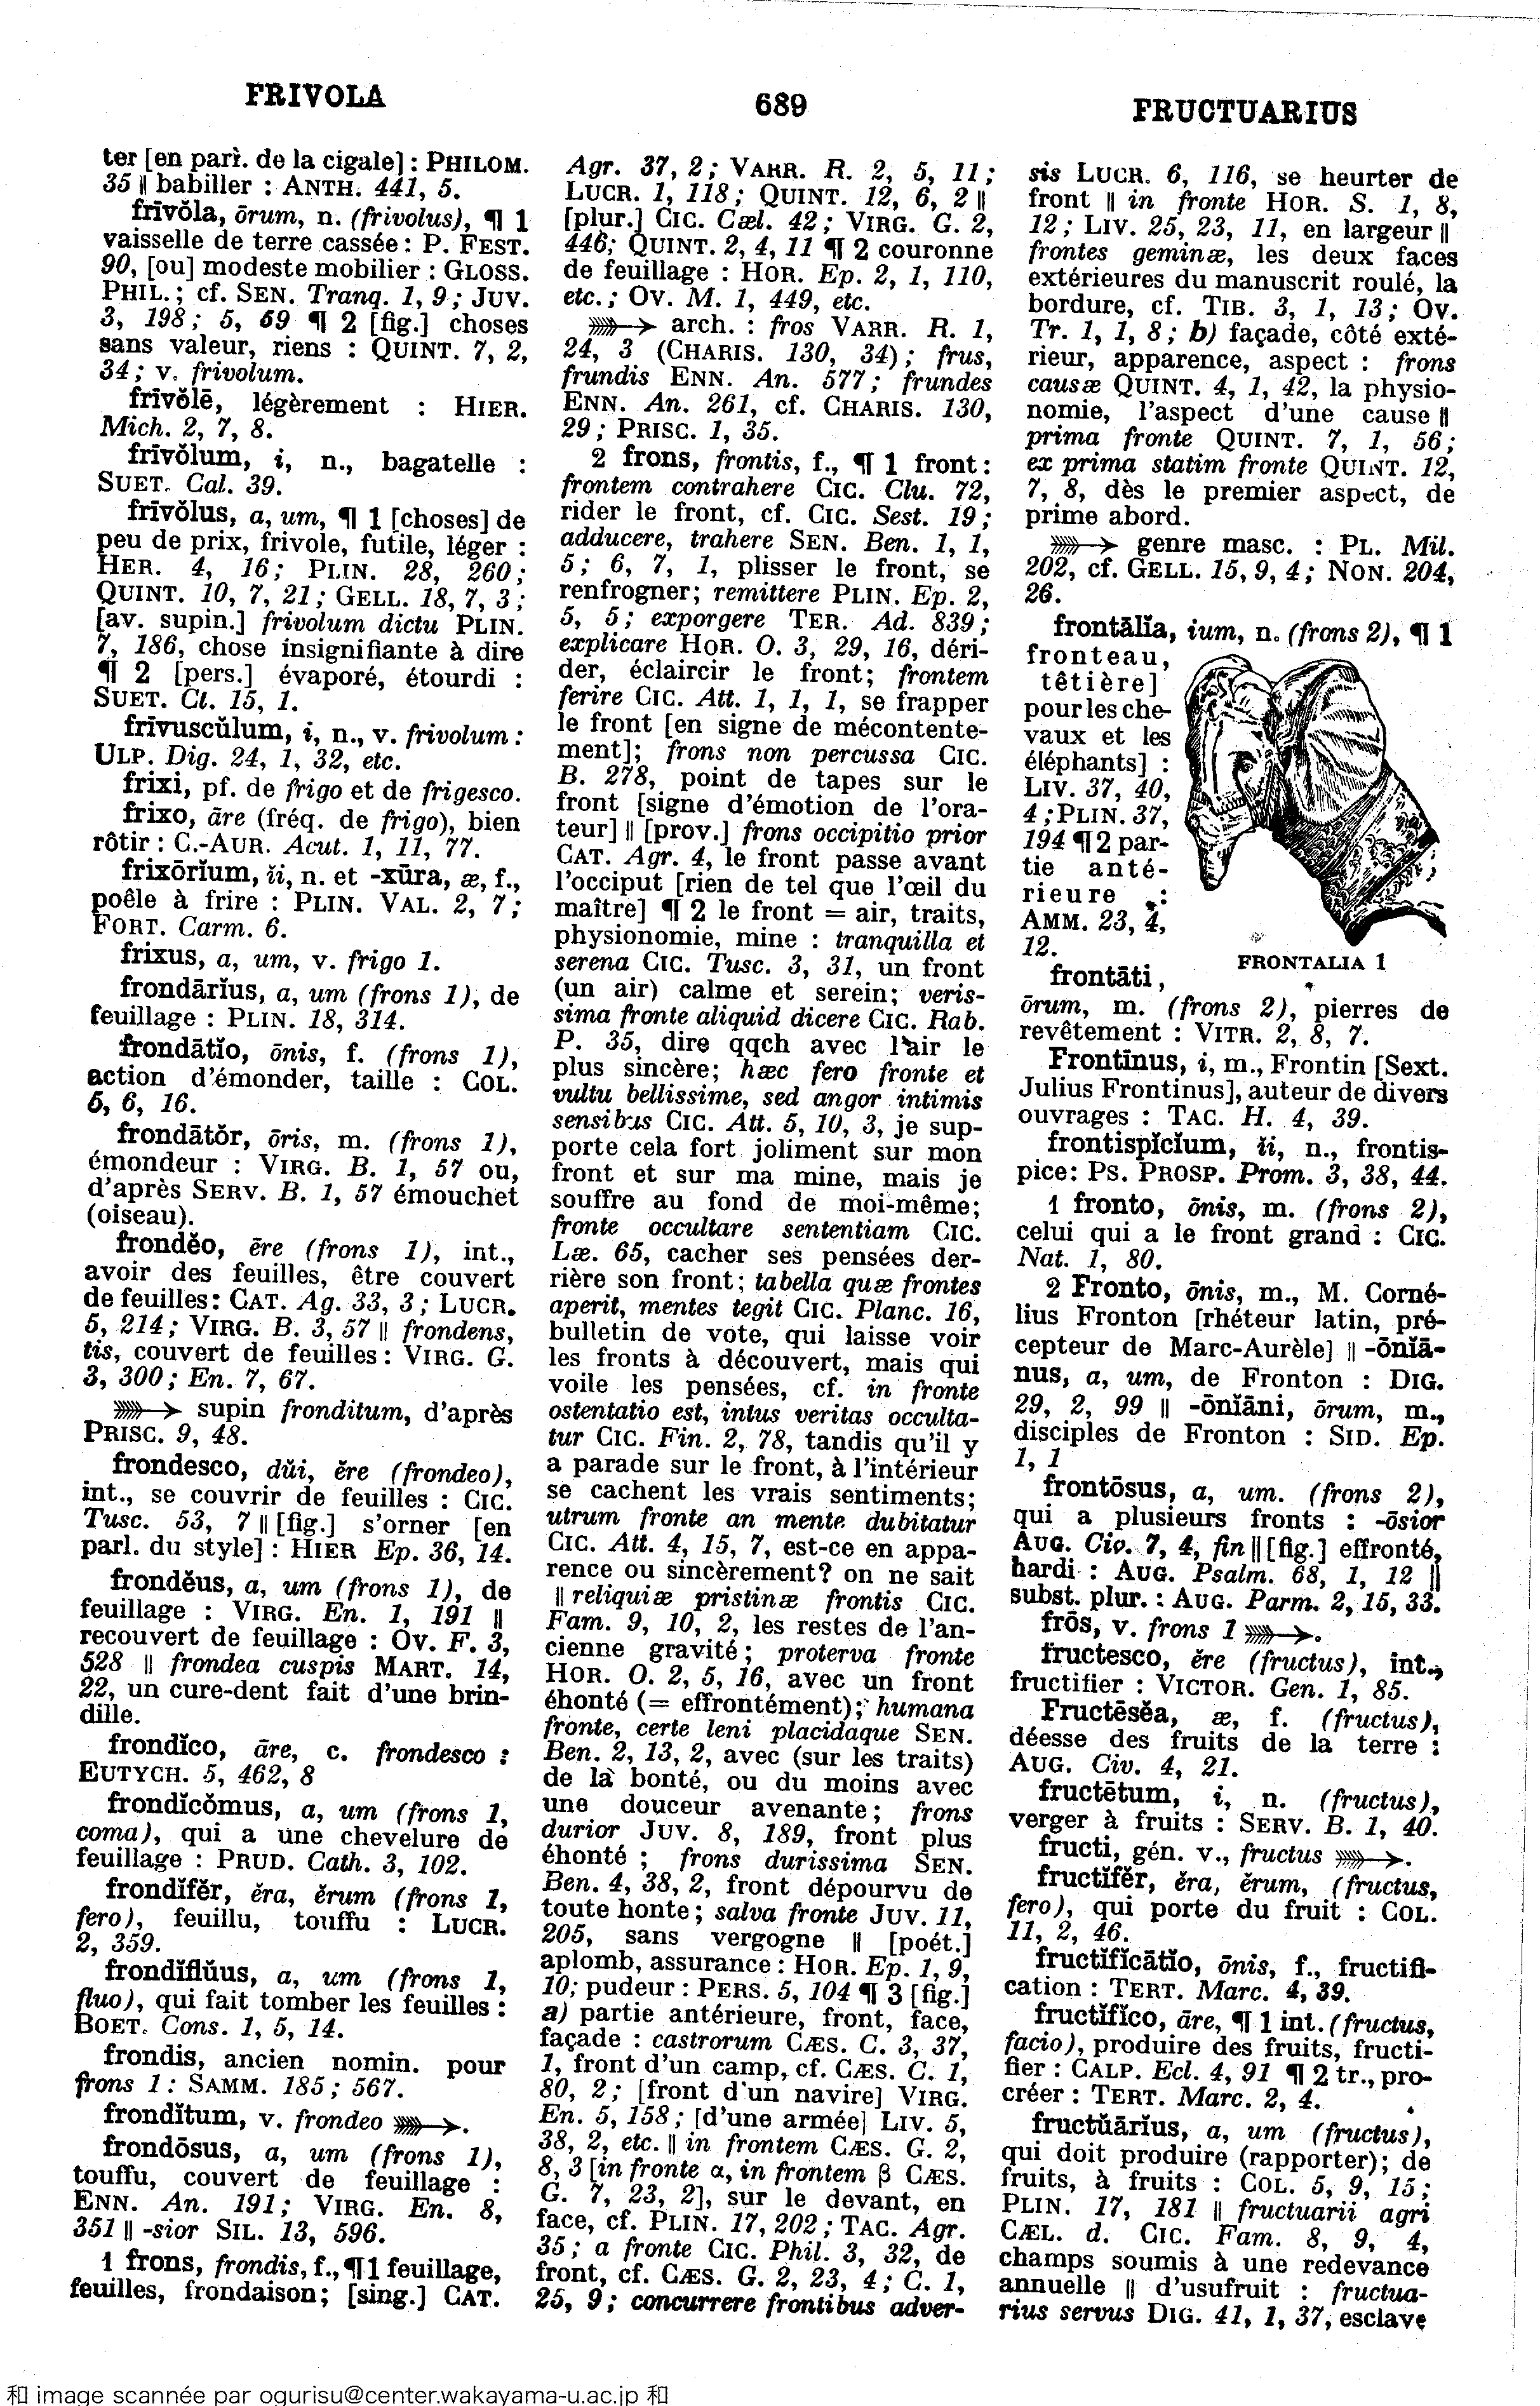 FRIVOLA
689
FRUCTUARIUS
ter [en parl. de la cigale] : PHILOM.
35 ‖ babiller : ANTH. 441, 5.
frīvŏla, ōrum, n. (frivolus), ¶ 1
vaisselle de terre cassée : P. FEST.
90, [ou] modeste mobilier : GLOSS.
PHIL. ; cf. SEN. Tranq. 1, 9 ; JUV.
3, 198 ; 5, 59 ¶ 2 [fig.] choses
sans valeur, riens : QUINT. 7, 2,
34 ; v. frivolum.
frīvŏlē, légèrement : HIER.
Mich. 2, 7, 8.
frīvŏlum, i, n., bagatelle :
SUET. Cal. 39.
frīvŏlus, a, um, ¶ 1 [choses] de
peu de prix, frivole, futile, léger :
HER. 4, 16 ; PLIN. 28, 260 ;
QUINT. 10, 7, 21 ; GELL. 18, 7, 3 ;
[av. supin.] frivolum dictu PLIN.
7, 186, chose insignifiante à dire
¶ 2 [pers.] évaporé, étourdi :
SUET. Cl. 15, 1.
frīvuscŭlum, i, n., v. frivolum :
ULP. Dig. 24, 1, 32, etc.
frixi, pf. de frigo et de frigesco.
frixo, āre (fréq. de frigo), bien
rôtir : C.-AUR. Acut. 1, 11, 77.
frixōrĭum, ĭi, n. et -xūra, æ, f.,
poêle à frire : PLIN. VAL. 2, 7 ;
FORT. Carm. 6.
frixus, a, um, v. frigo 1.
frondārĭus, a, um (frons 1), de
feuillage : PLIN. 18, 314.
frondātĭo, ōnis, f. (frons 1),
action d'émonder, taille : COL.
5, 6, 16.
frondātŏr, ōris, m. (frons 1),
émondeur : VIRG. B. 1, 57 ou,
d'après SERV. B. 1, 57 émouchet
(oiseau).
frondĕo, ēre (frons 1), int.,
avoir des feuilles, être couvert
de feuilles : CAT. Ag. 33, 3 ; LUCR.
5, 214 ; VIRG. B. 3, 57 ‖ frondens,
tis, couvert de feuilles : VIRG. G.
3, 300 ; En. 7, 67.
⟶ supin fronditum, d'après
PRISC. 9, 48.
frondesco, dŭi, ĕre (frondeo),
int., se couvrir de feuilles : CIC.
Tusc. 53, 7 ‖ [fig.] s'orner [en
parl. du style] : HIER Ep. 36, 14.
frondĕus, a, um (frons 1), de
feuillage : VIRG. En. 1, 191 ‖
recouvert de feuillage : OV. F. 3,
528 ‖ frondea cuspis MART. 14,
22, un cure-dent fait d'une brin-
dille.
frondĭco, āre, c. frondesco :
EUTYCH. 5, 462, 8
frondĭcŏmus, a, um (frons 1,
coma), qui a une chevelure de
feuillage : PRUD. Cath. 3, 102.
frondĭfĕr, ĕra, ĕrum (frons 1,
fero), feuillu, touffu : LUCR.
2, 359.
frondĭflŭus, a, um (frons 1,
fluo), qui fait tomber les feuilles :
BOET. Cons. 1, 5, 14.
frondis, ancien nomin. pour
frons 1 : SAMM. 185 ; 567.
frondĭtum, v. frondeo ⟶.
frondōsus, a, um (frons 1),
touffu, couvert de feuillage :
ENN. An. 191 ; VIRG. En. 8,
351 ‖ -sior SIL. 13, 596.
1 frons, frondis, f., ¶ 1 feuillage,
feuilles, frondaison ; [sing.] CAT.
Agr. 37, 2 ; VARR. R. 2, 5, 11 ;
LUCR. 1, 118 ; QUINT. 12, 6, 2 ‖
[plur.] CIC. Cæl. 42 ; VIRG. G. 2,
446 ; QUINT. 2, 4, 11 ¶ 2 couronne
de feuillage : HOR. Ep. 2, 1, 110,
etc. ; OV. M. 1, 449, etc.
⟶ arch. : fros VARR. R. 1,
24, 3 (CHARIS. 130, 34) ; frus,
frundis ENN. An. 577 ; frundes
ENN. An. 261, cf. CHARIS. 130,
29 ; PRISC. 1, 35.
2 frons, frontis, f., ¶ 1 front :
frontem contrahere CIC. Clu. 72,
rider le front, cf. CIC. Sest. 19 ;
adducere, trahere SEN. Ben. 1, 1,
5 ; 6, 7, 1, plisser le front, se
renfrogner ; remittere PLIN. Ep. 2,
5, 5 ; exporgere TER. Ad. 839 ;
explicare HOR. O. 3, 29, 16, déri-
der, éclaircir le front ; frontem
ferire CIC. Att. 1, 1, 1, se frapper
le front [en signe de mécontente-
ment] ; frons non percussa CIC.
B. 278, point de tapes sur le
front [signe d'émotion de l'ora-
teur] ‖ [prov.] frons occipitio prior
CAT. Agr. 4, le front passe avant
l'occiput [rien de tel que l'œil du
maître] ¶ 2 le front = air, traits,
physionomie, mine : tranquilla et
serena CIC. Tusc. 3, 31, un front
(un air) calme et serein ; veris-
sima fronte aliquid dicere CIC. Rab.
P. 35, dire qqch avec l'air le
plus sincère ; hæc fero fronte et
vultu bellissime, sed angor intimis
sensibus CIC. Att. 5, 10, 3, je sup-
porte cela fort joliment sur mon
front et sur ma mine, mais je
souffre au fond de moi-même ;
fronte occultare sententiam CIC.
Læ. 65, cacher ses pensées der-
rière son front ; tabella quæ frontes
aperit, mentes tegit CIC. Planc. 16,
bulletin de vote, qui laisse voir
les fronts à découvert, mais qui
voile les pensées, cf. in fronte
ostentatio est, intus veritas occulta-
tur CIC. Fin. 2, 78, tandis qu'il y
a parade sur le front, à l'intérieur
se cachent les vrais sentiments ;
utrum fronte an mente dubitatur
CIC. Att. 4, 15, 7, est-ce en appa-
rence ou sincèrement? on ne sait
‖ reliquiæ pristinæ frontis CIC.
Fam. 9, 10, 2, les restes de l'an-
cienne gravité ; proterva fronte
HOR. O. 2, 5, 16, avec un front
éhonté (= effrontément) ; humana
fronte, certe leni placidaque SEN.
Ben. 2, 13, 2, avec (sur les traits)
de la bonté, ou du moins avec
une douceur avenante ; frons
durior JUV. 8, 189, front plus
éhonté ; frons durissima SEN.
Ben. 4, 38, 2, front dépourvu de
toute honte ; salva fronte JUV. 11,
205, sans vergogne ‖ [poét.]
aplomb, assurance : HOR. Ep. 1, 9,
10 ; pudeur : PERS. 5, 104 ¶ 3 [fig.]
a) partie antérieure, front, face,
façade : castrorum CÆS. C. 3, 37,
1, front d'un camp, cf. CÆS. C. 1,
80, 2 ; [front d'un navire] VIRG.
En. 5, 158 ; [d'une armée] LIV. 5,
38, 2, etc. ‖ in frontem CÆS. G. 2,
8, 3 [in fronte α, in frontem β CÆS.
G. 7, 23, 2], sur le devant, en
face, cf. PLIN. 17, 202 ; TAC. Agr.
35 ; a fronte CIC. Phil. 3, 32, de
front, cf. CÆS. G. 2, 23, 4 ; C. 1,
25, 9 ; concurrere frontibus adver-
sis LUCR. 6, 116, se heurter de
front ‖ in fronte HOR. S. 1, 8,
12 ; LIV. 25, 23, 11, en largeur ‖
frontes geminæ, les deux faces
extérieures du manuscrit roulé, la
bordure, cf. TIB. 3, 1, 13 ; OV.
Tr. 1, 1, 8 ; b) façade, côté exté-
rieur, apparence, aspect : frons
causæ QUINT. 4, 1, 42, la physio-
nomie, l'aspect d'une cause ‖
prima fronte QUINT. 7, 1, 56 ;
ex prima statim fronte QUINT. 12,
7, 8, dès le premier aspect, de
prime abord.
⟶ genre masc. : PL. Mil.
202, cf. GELL. 15, 9, 4 ; NON. 204,
26.
frontālĭa, ium, n. (frons 2), ¶ 1
fronteau,
têtière]
pour les che-
vaux et les
éléphants] :
LIV. 37, 40,
4 ; PLIN. 37,
194 ¶ 2 par-
tie anté-
rieure :
AMM. 23, 4,
12.
FRONTALIA 1
frontāti,
ōrum, m. (frons 2), pierres de
revêtement : VITR. 2, 8, 7.
Frontīnus, i, m., Frontin [Sext.
Julius Frontinus], auteur de divers
ouvrages : TAC. H. 4, 39.
frontispĭcĭum, ĭi, n., frontis-
pice : PS. PROSP. Prom. 3, 38, 44.
1 fronto, ōnis, m. (frons 2),
celui qui a le front grand : CIC.
Nat. 1, 80.
2 Fronto, ōnis, m., M. Corné-
lius Fronton [rhéteur latin, pré-
cepteur de Marc-Aurèle] ‖ -ōnĭā-
nus, a, um, de Fronton : DIG.
29, 2, 99 ‖ -ōnĭāni, ōrum, m.,
disciples de Fronton : SID. Ep.
1, 1
frontōsus, a, um. (frons 2),
qui a plusieurs fronts : -ōsior
AUG. Civ. 7, 4, fin ‖ [fig.] effronté,
hardi : AUG. Psalm. 68, 1, 12 ‖
subst. plur. : AUG. Parm. 2, 15, 33.
frōs, v. frons 1 ⟶.
fructesco, ĕre (fructus), int.,
fructifier : VICTOR. Gen. 1, 85.
Fructēsĕa, æ, f. (fructus),
déesse des fruits de la terre :
AUG. Civ. 4, 21.
fructētum, i, n. (fructus),
verger à fruits : SERV. B. 1, 40.
fructi, gén. v., fructus ⟶.
fructĭfĕr, ĕra, ĕrum, (fructus,
fero), qui porte du fruit : COL.
11, 2, 46.
fructĭfĭcātĭo, ōnis, f., fructifi-
cation : TERT. Marc. 4, 39.
fructĭfĭco, āre, ¶ 1 int. (fructus,
facio), produire des fruits, fructi-
fier : CALP. Ecl. 4, 91 ¶ 2 tr., pro-
créer : TERT. Marc. 2, 4.
fructŭārĭus, a, um (fructus),
qui doit produire (rapporter) ; de
fruits, à fruits : COL. 5, 9, 15 ;
PLIN. 17, 181 ‖ fructuarii agri
CÆL. d. CIC. Fam. 8, 9, 4,
champs soumis à une redevance
annuelle ‖ d'usufruit : fructua-
rius servus DIG. 41, 1, 37, esclave
和 image scannée par ogurisu@center.wakayama-u.ac.jp 和